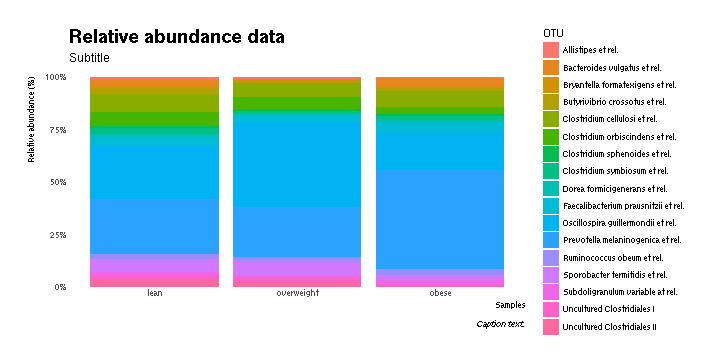 Relative abundance data
Subtitle
Relative abundance (%)
100%
75%
50%
25%
0%
lean
overweight
obese
Samples
Caption text.
OTU
Allistipes et rel.
Bacteroides vulgatus et rel.
Bryantella formatexigens et rel.
Butyrivibrio crossotus et rel.
Clostridium cellulosi et rel.
Clostridium orbiscindens et rel.
Clostridium sphenoides et rel.
Clostridium symbiosum et rel.
Dorea formicigenerans et rel.
Faecalibacterium prausnitzii et rel.
Oscillospira guillermondii et rel.
Prevotella melaninogenica et rel.
Ruminococcus obeum et rel.
Sporobacter termitidis et rel.
Subdoligranulum variable at rel.
Uncultured Clostridiales I
Uncultured Clostridiales II